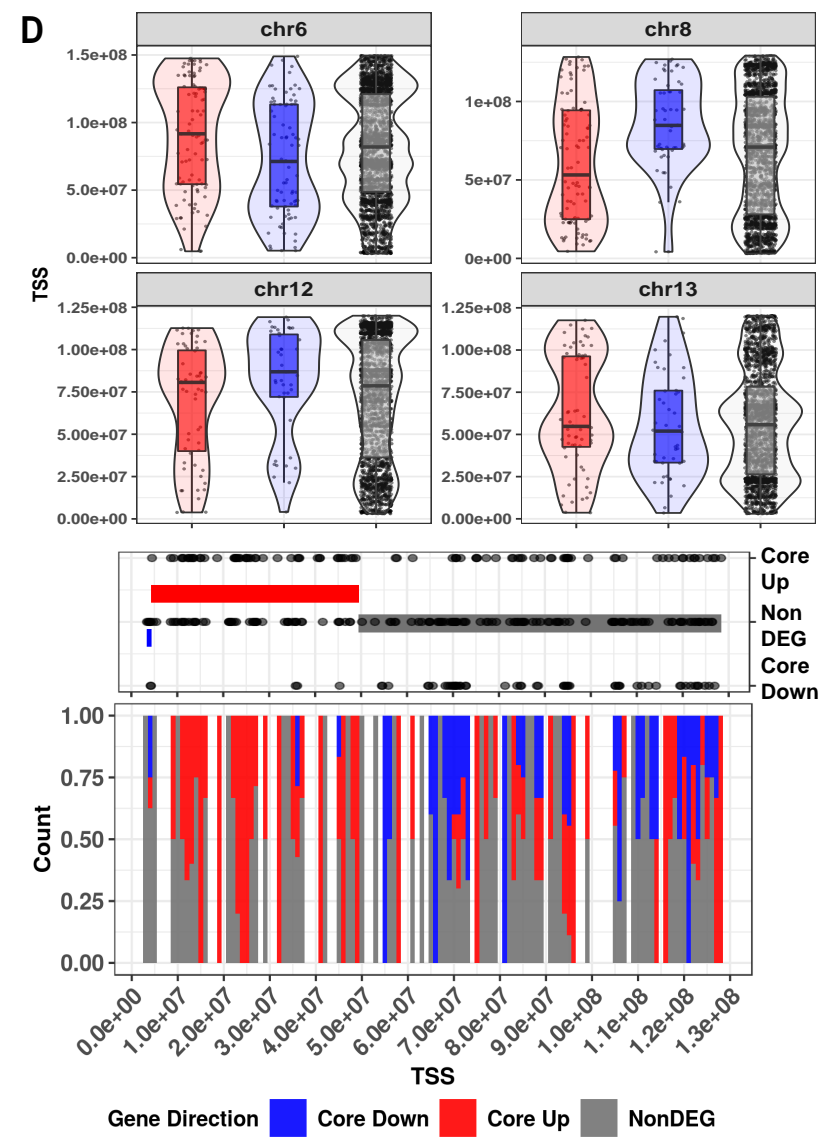 D
chr6
chr8
1.5e+08
1.0e+08
5.0e+07
0.0e+00
1e+08
5e+07
0e+00
TSS
chr12
chr13
1.25e+08
1.00e+08
7.50e+07
5.00e+07
2.50e+07
0.00e+00
1.25e+08
1.00e+08
7.50e+07
5.00e+07
2.50e+07
0.00e+00
Core
Up
Non
DEG
Core
Down
Count
1.00
0.75
0.50
0.25
0.00
0.0e+00
1.0e+07
2.0e+07
3.0e+07
4.0e+07
5.0e+07
6.0e+07
7.0e+07
8.0e+07
9.0e+07
1.0e+08
1.1e+08
1.2e+08
1.3e+08
TSS
Gene Direction Core Down Core Up NonDEG